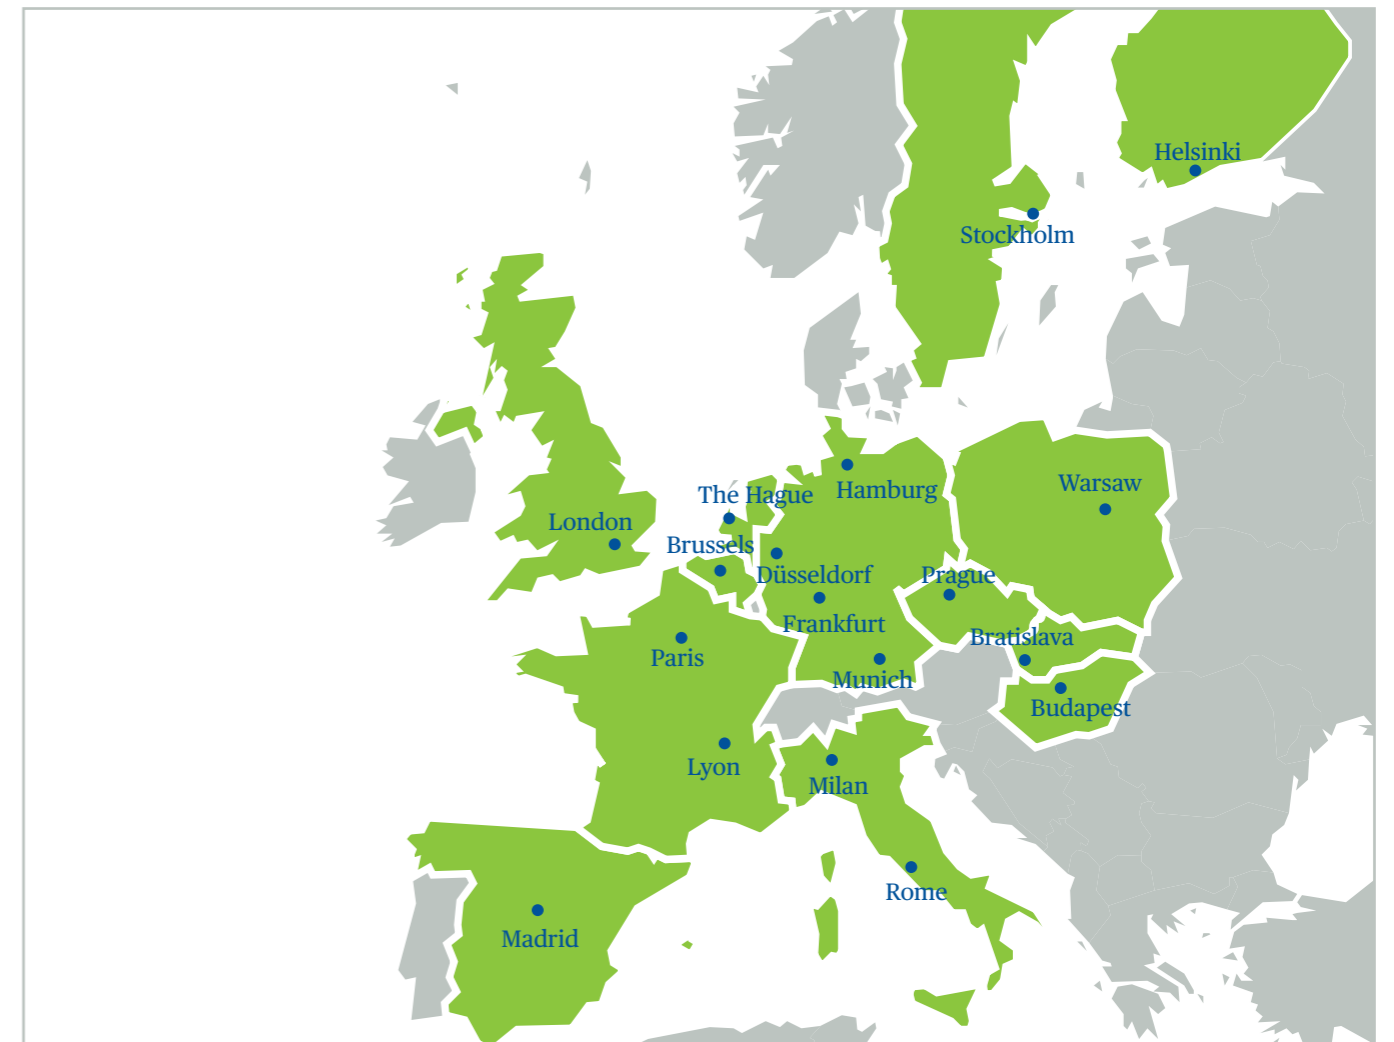 Helsinki
Stockholm
Warsaw
The Hague
Hamburg
London
Brussels
Düsseldorf
Prague
Frankfurt
Bratislava
Paris
Munich
Budapest
Lyon
Milan
Rome
Madrid